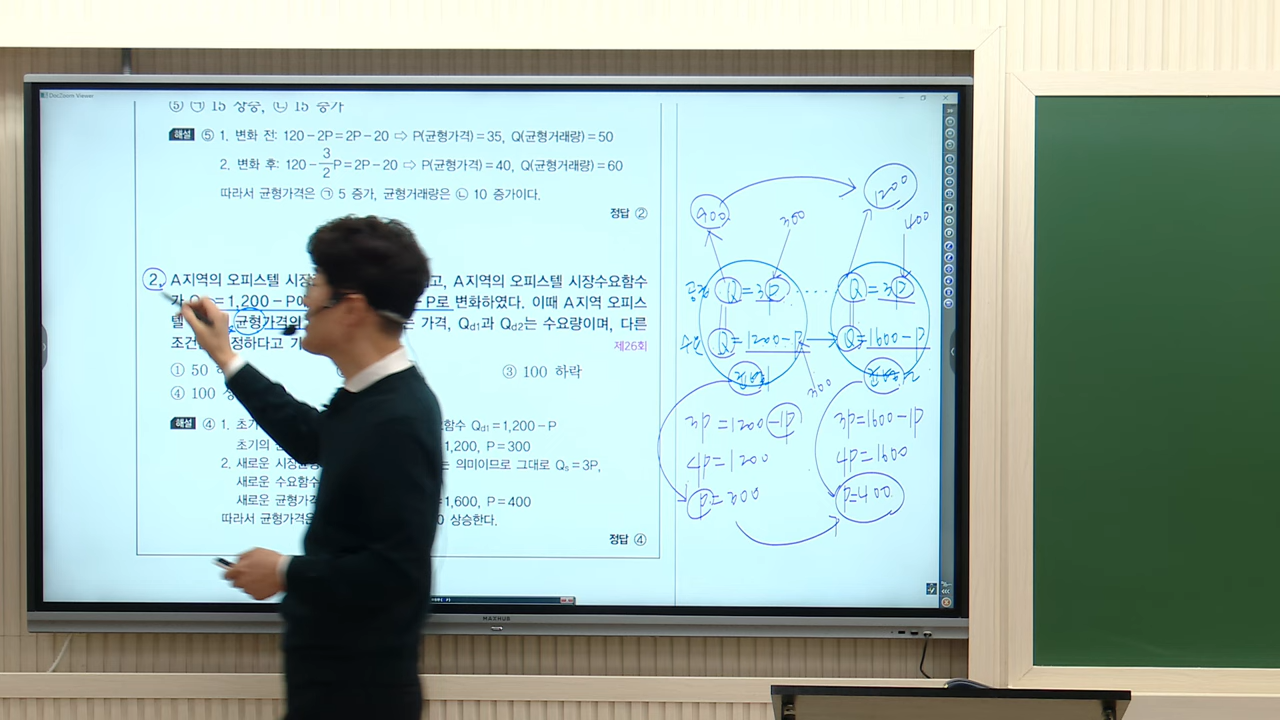 DocZoom Viewer
⑤ ㉠ 15 상승, ㉡ 15 증가
해설 ⑤ 1. 변화 전: 120-2P=2P-20 ⇨ P(균형가격)=35, Q(균형거래량)=50
2. 변화 후: 120-3/2P=2P-20 ⇨ P(균형가격)=40, Q(균형거래량)=60
따라서 균형가격은 ㉠ 5 증가, 균형거래량은 ㉡ 10 증가이다.
정답 ②
2. A지역의 오피스텔 시장 고, A지역의 오피스텔 시장수요함수
=1,200-P P로 변화하였다. 이때 A지역 오피스
텔 균형가격의 는 가격, Qd1과 Qd2는 수요량이며, 다른
조건 정하다고 제26회
① 50 ③ 100 하락
④ 100
해설 ④ 1. 초기 함수 Qd1=1,200-P
초기의 1,200, P=300
2. 새로운 시장균형 는 의미이므로 그대로 Qs=3P,
새로운 수요함수
새로운 균형가격 =1,600, P=400
따라서 균형가격은 0 상승한다.
정답 ④
900 1200
300 400
공급 Q=3P ···· Q=3P
수요 Q=1200-P → Q=1600-P
300
3P=1200-1P 3P=1600-1P
4P=1200 4P=1600
P=300 P=400
MAXHUB